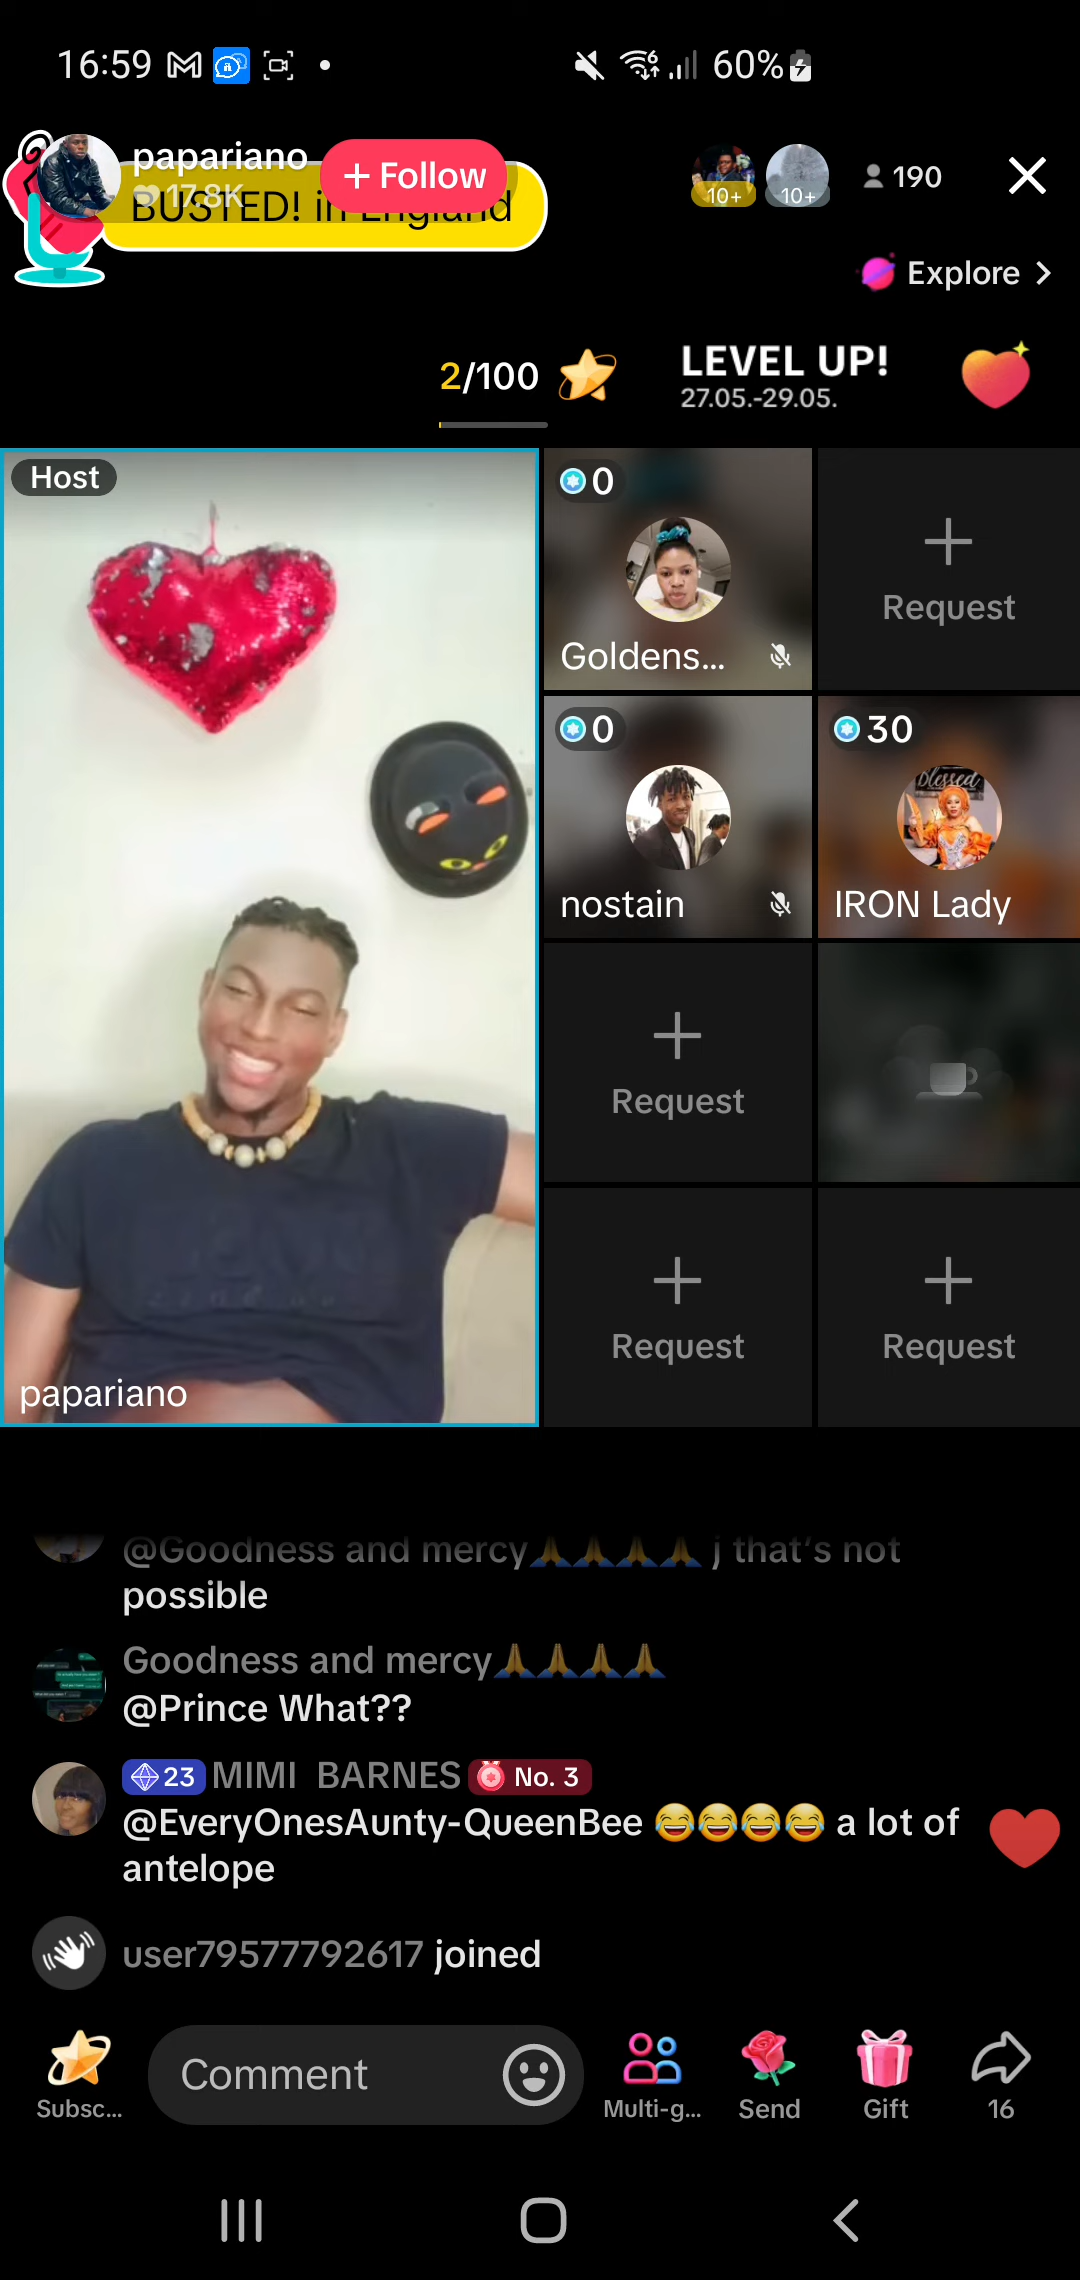 16:59
60%
papariano
17.8K
+ Follow
BUSTED! in England
10+
10+
190
Explore
2/100
LEVEL UP!
27.05.-29.05.
Host
0
Goldens...
Request
0
nostain
30
Blessed
IRON Lady
Request
Request
Request
papariano
@Goodness and mercy🙏🙏🙏🙏 j that's not
possible
Goodness and mercy🙏🙏🙏🙏
@Prince What??
23 MIMI BARNES No. 3
@EveryOnesAunty-QueenBee 😂😂😂😂 a lot of
antelope
user79577792617 joined
Comment
Subsc...
Multi-g...
Send
Gift
16